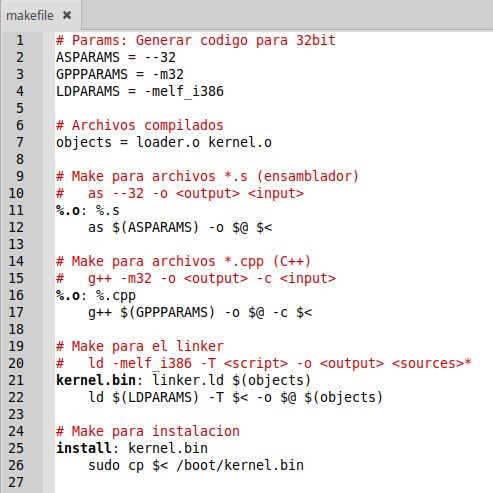 makefile ×
1 # Params: Generar codigo para 32bit
2 ASPARAMS = --32
3 GPPPARAMS = -m32
4 LDPARAMS = -melf_i386
5
6 # Archivos compilados
7 objects = loader.o kernel.o
8
9 # Make para archivos *.s (ensamblador)
10 #   as --32 -o <output> <input>
11 %.o: %.s
12     as $(ASPARAMS) -o $@ $<
13
14 # Make para archivos *.cpp (C++)
15 #   g++ -m32 -o <output> -c <input>
16 %.o: %.cpp
17     g++ $(GPPPARAMS) -o $@ -c $<
18
19 # Make para el linker
20 #   ld -melf_i386 -T <script> -o <output> <sources>*
21 kernel.bin: linker.ld $(objects)
22     ld $(LDPARAMS) -T $< -o $@ $(objects)
23
24 # Make para instalacion
25 install: kernel.bin
26     sudo cp $< /boot/kernel.bin
27